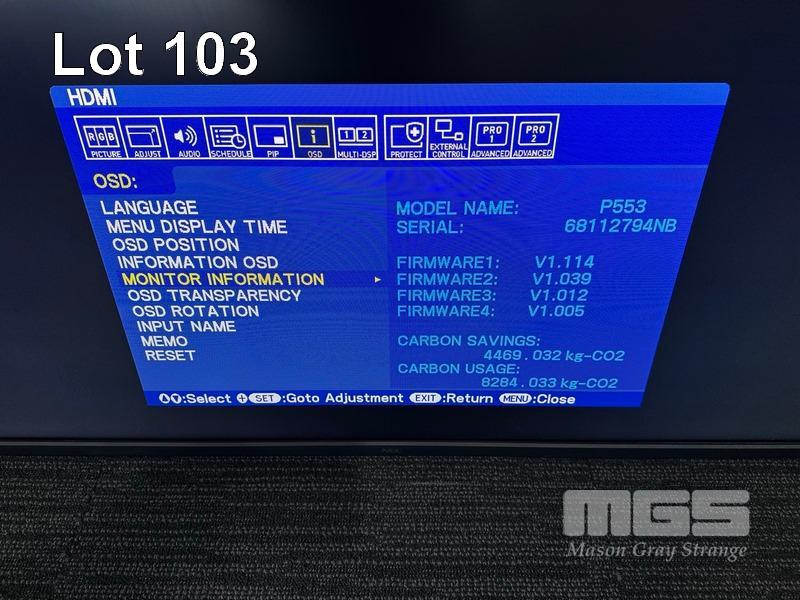 Lot 103
HDMI
RGB
1 2
PRO 1
PRO 2
PICTURE ADJUST AUDIO SCHEDULE PIP OSD MULTI-DSP PROTECT EXTERNAL CONTROL ADVANCED ADVANCED
OSD:
LANGUAGE
MENU DISPLAY TIME
OSD POSITION
INFORMATION OSD
MONITOR INFORMATION
OSD TRANSPARENCY
OSD ROTATION
INPUT NAME
MEMO
RESET
MODEL NAME: P553
SERIAL: 68112794NB
FIRMWARE1: V1.114
FIRMWARE2: V1.039
FIRMWARE3: V1.012
FIRMWARE4: V1.005
CARBON SAVINGS:
4469.032 kg-CO2
CARBON USAGE:
8284.033 kg-CO2
:Select SET:Goto Adjustment EXIT:Return MENU:Close
NEC
MGS
Mason Gray Strange